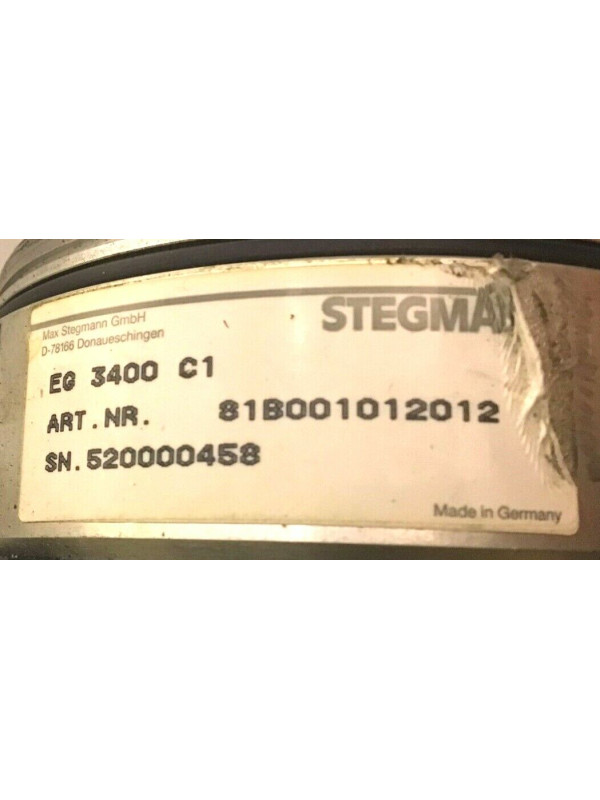 Max Stegmann GmbH
D-78166 Donaueschingen
STEGMA
EG 3400 C1
ART.NR. 81B001012012
SN.520000458
Made in Germany